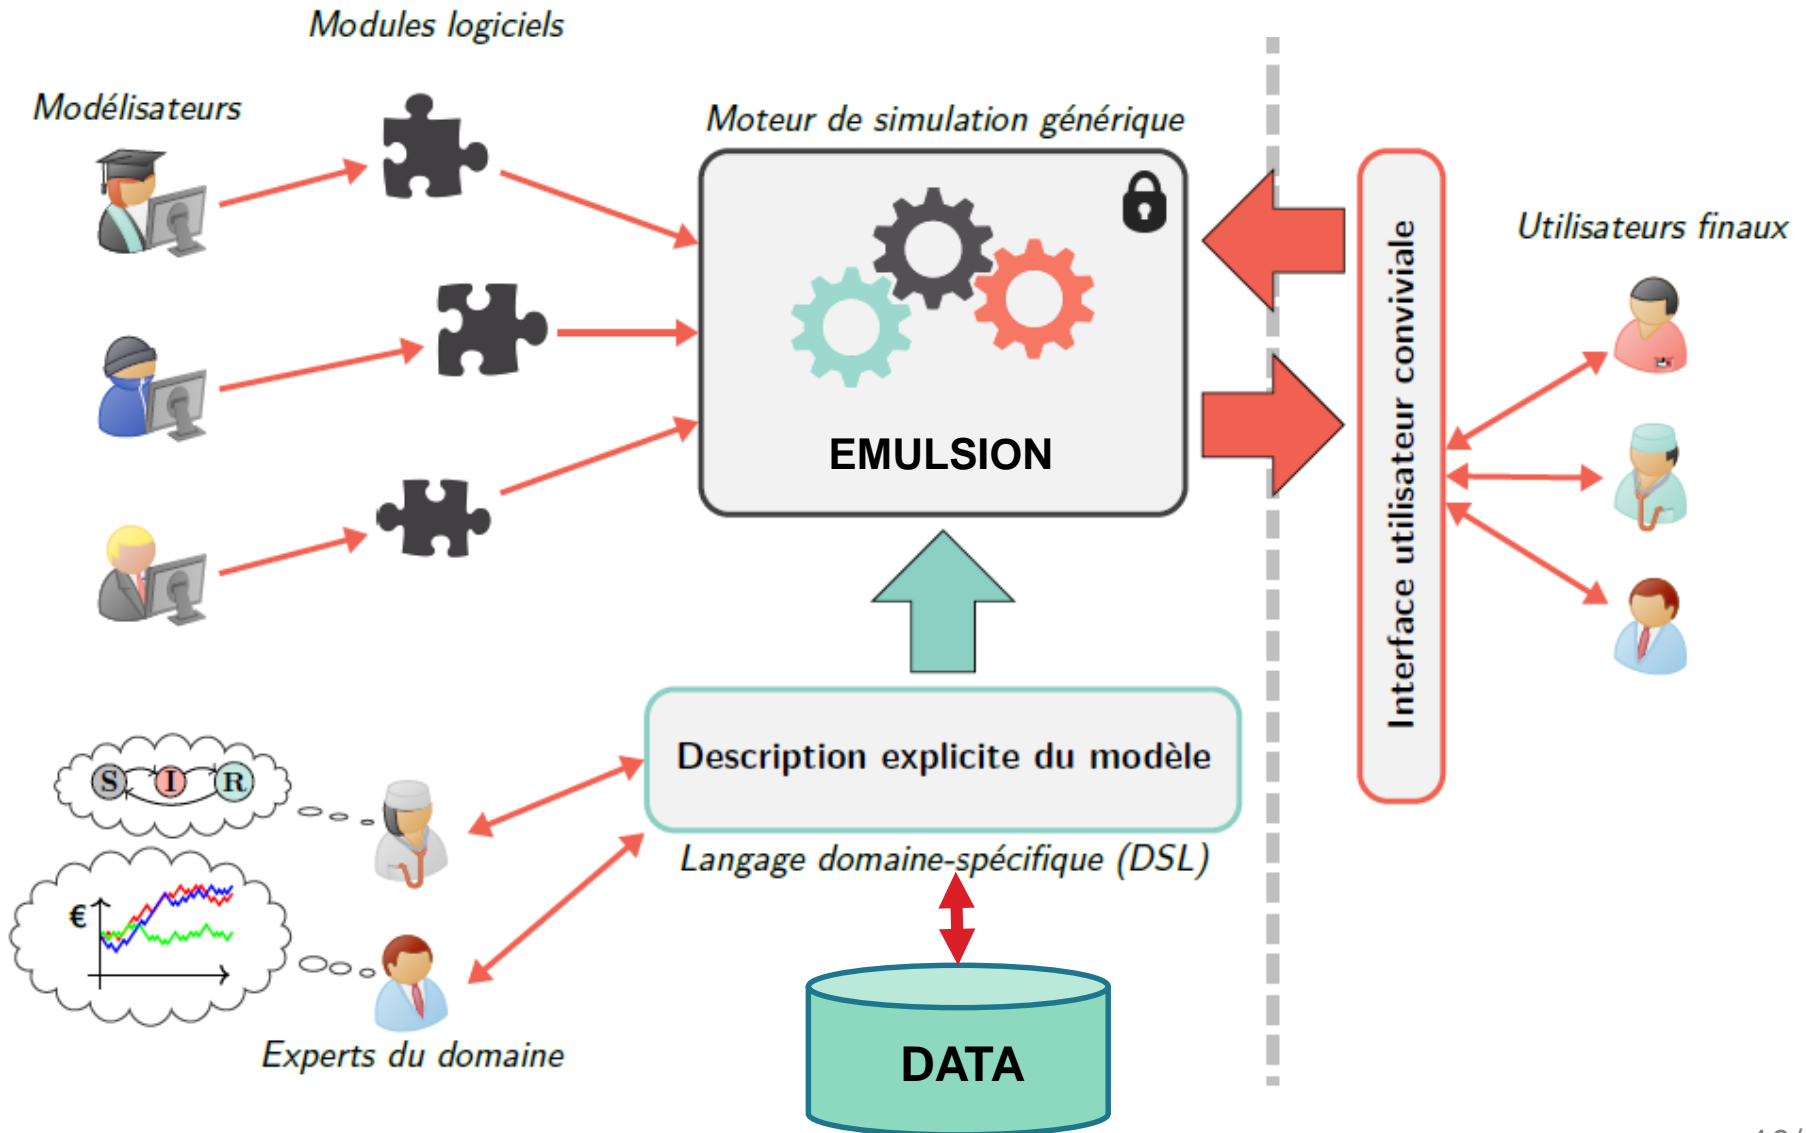 Modules logiciels
Modélisateurs
Moteur de simulation générique
EMULSION
Interface utilisateur conviviale
Utilisateurs finaux
Description explicite du modèle
Langage domaine-spécifique (DSL)
S I R
€
Experts du domaine
DATA